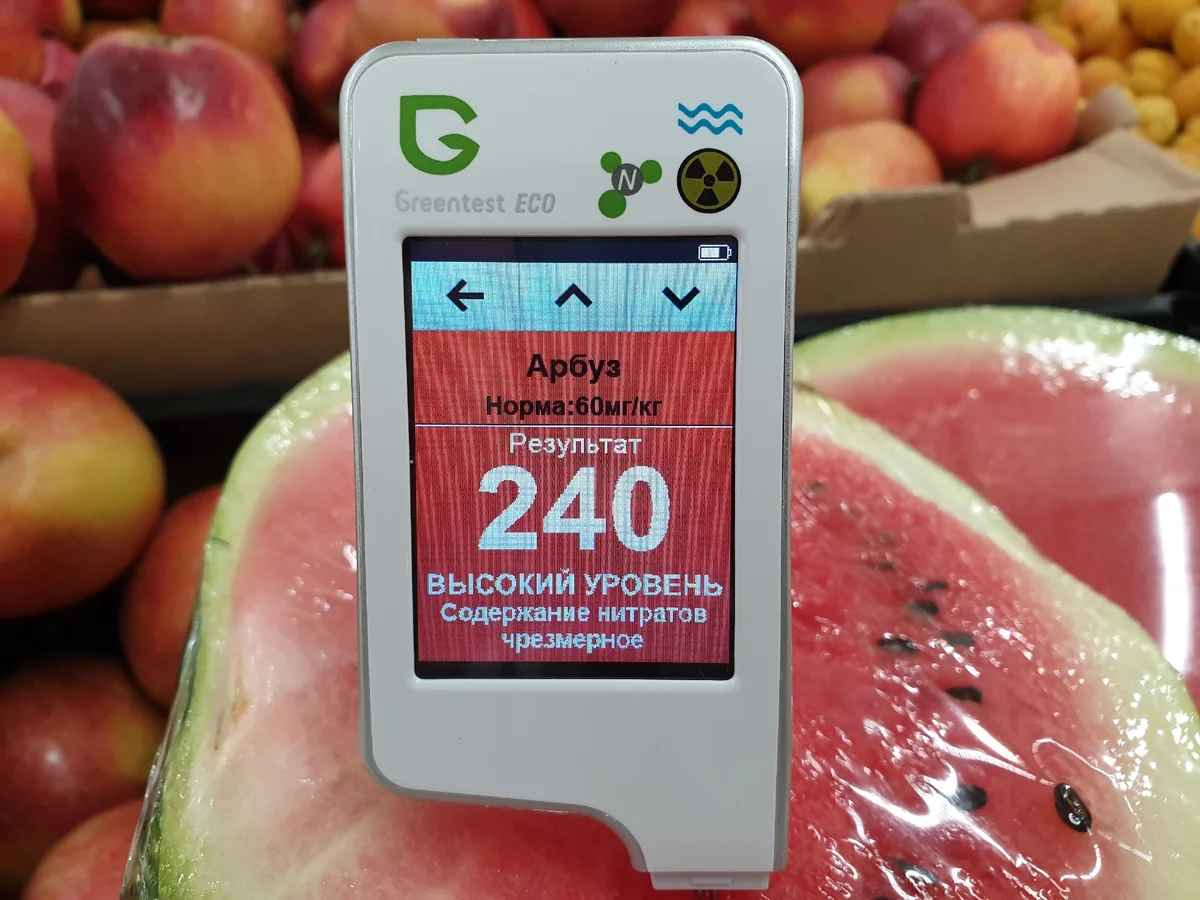 Greentest ECO
N
Арбуз
Норма:60мг/кг
Результат
240
ВЫСОКИЙ УРОВЕНЬ
Содержание нитратов
чрезмерное